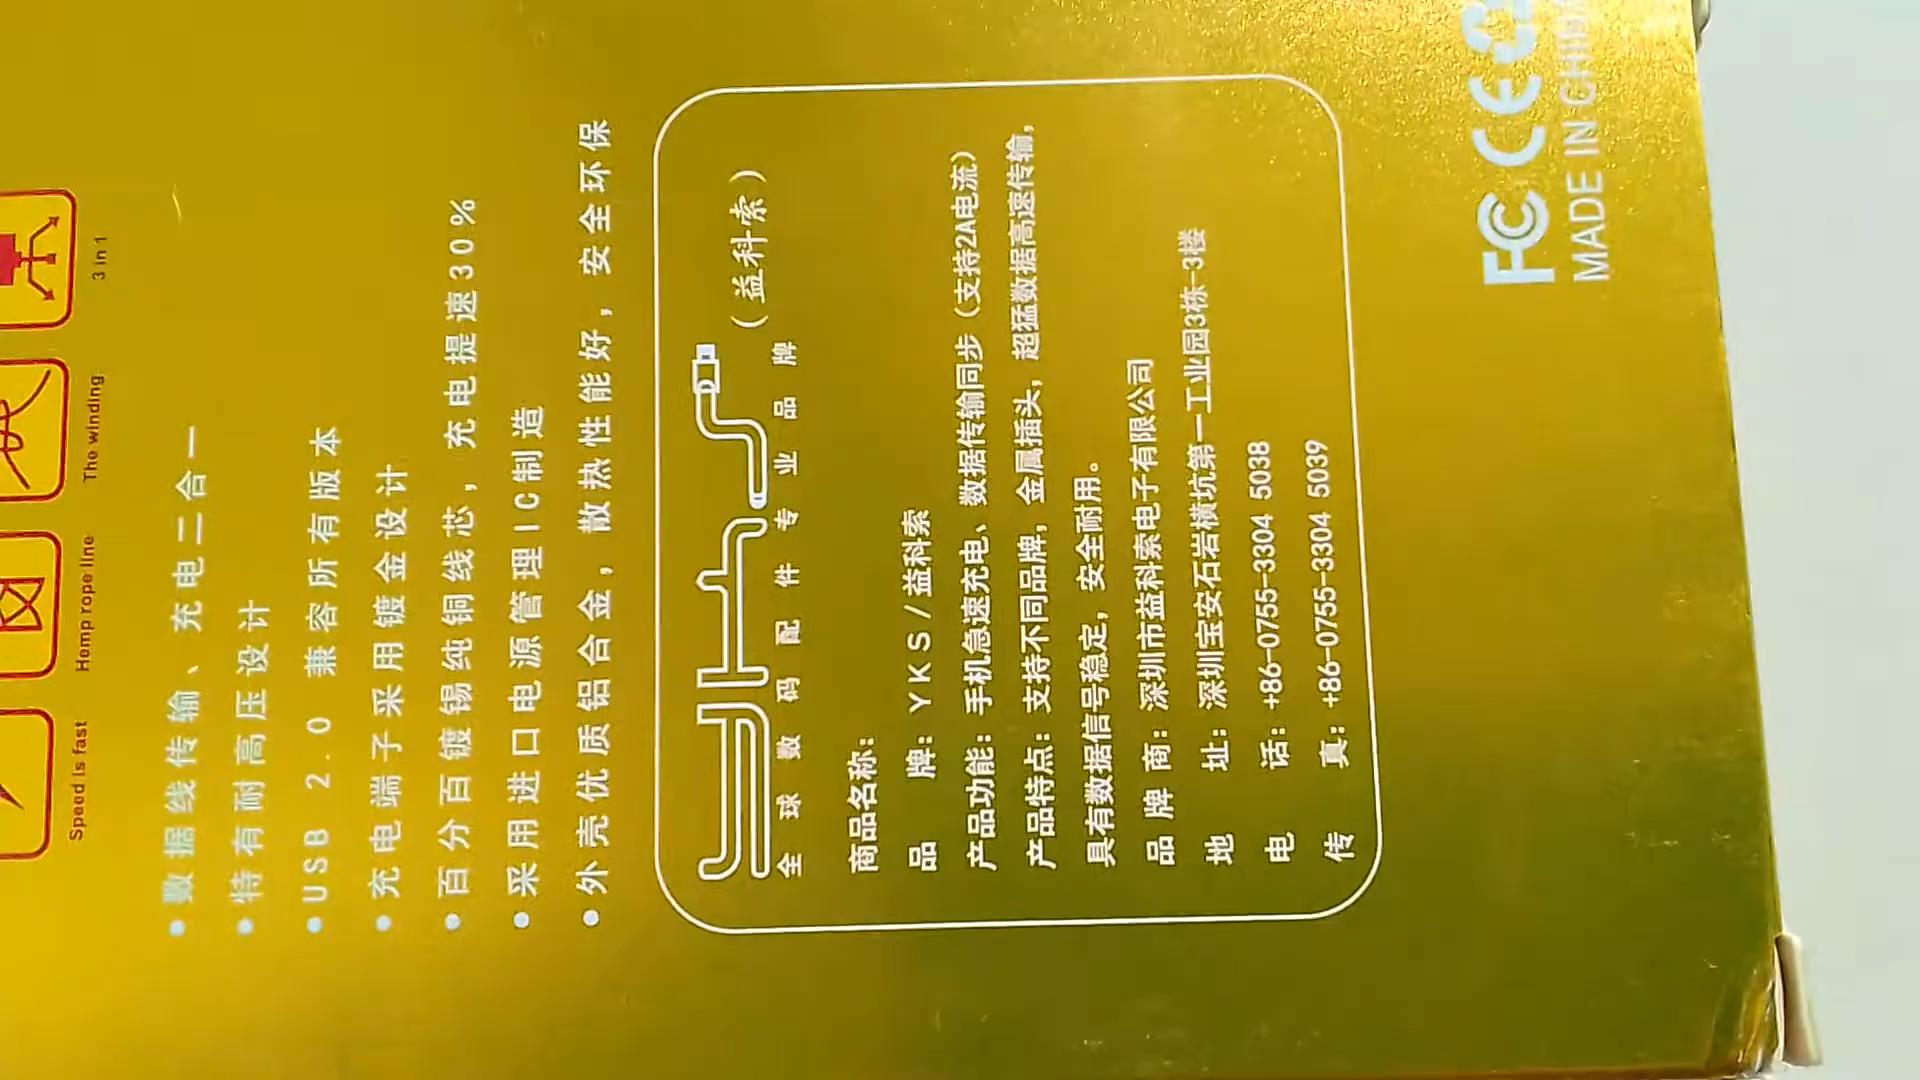 Speed is fast
Hemp rope line
The winding
3 in 1
• 数据线传输、充电二合一
• 特有耐高压设计
• USB 2.0 兼容所有版本
• 充电端子采用镀金设计
• 百分百镀锡纯铜线芯，充电提速30%
• 采用进口电源管理IC制造
• 外壳优质铝合金，散热性能好，安全环保
（益科索）
全球数码配件专业品牌
商品名称：
品牌：YKS/益科索
产品功能：手机急速充电、数据传输同步（支持2A电流）
产品特点：支持不同品牌，金属插头，超猛数据高速传输，
具有数据信号稳定，安全耐用。
品牌商：深圳市益科索电子有限公司
地址：深圳宝安石岩横坑第一工业园3栋-3楼
电话：+86-0755-3304 5038
传真：+86-0755-3304 5039
FC CE
MADE IN CHINA